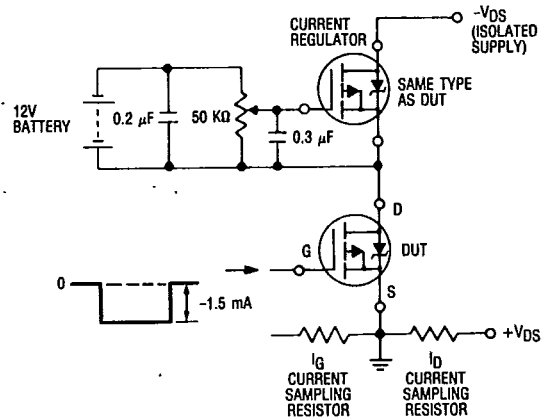 -VDS
(ISOLATED
SUPPLY)
CURRENT
REGULATOR
SAME TYPE
AS DUT
12V
BATTERY
0.2 μF
50 KΩ
0.3 μF
D
G
DUT
S
0
-1.5 mA
IG
CURRENT
SAMPLING
RESISTOR
ID
CURRENT
SAMPLING
RESISTOR
+VDS